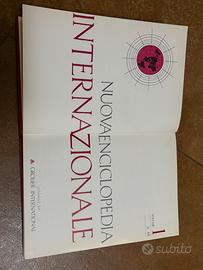 NUOVA ENCICLOPEDIA
INTERNAZIONALE
1
GROLIER INTERNATIONAL
subito